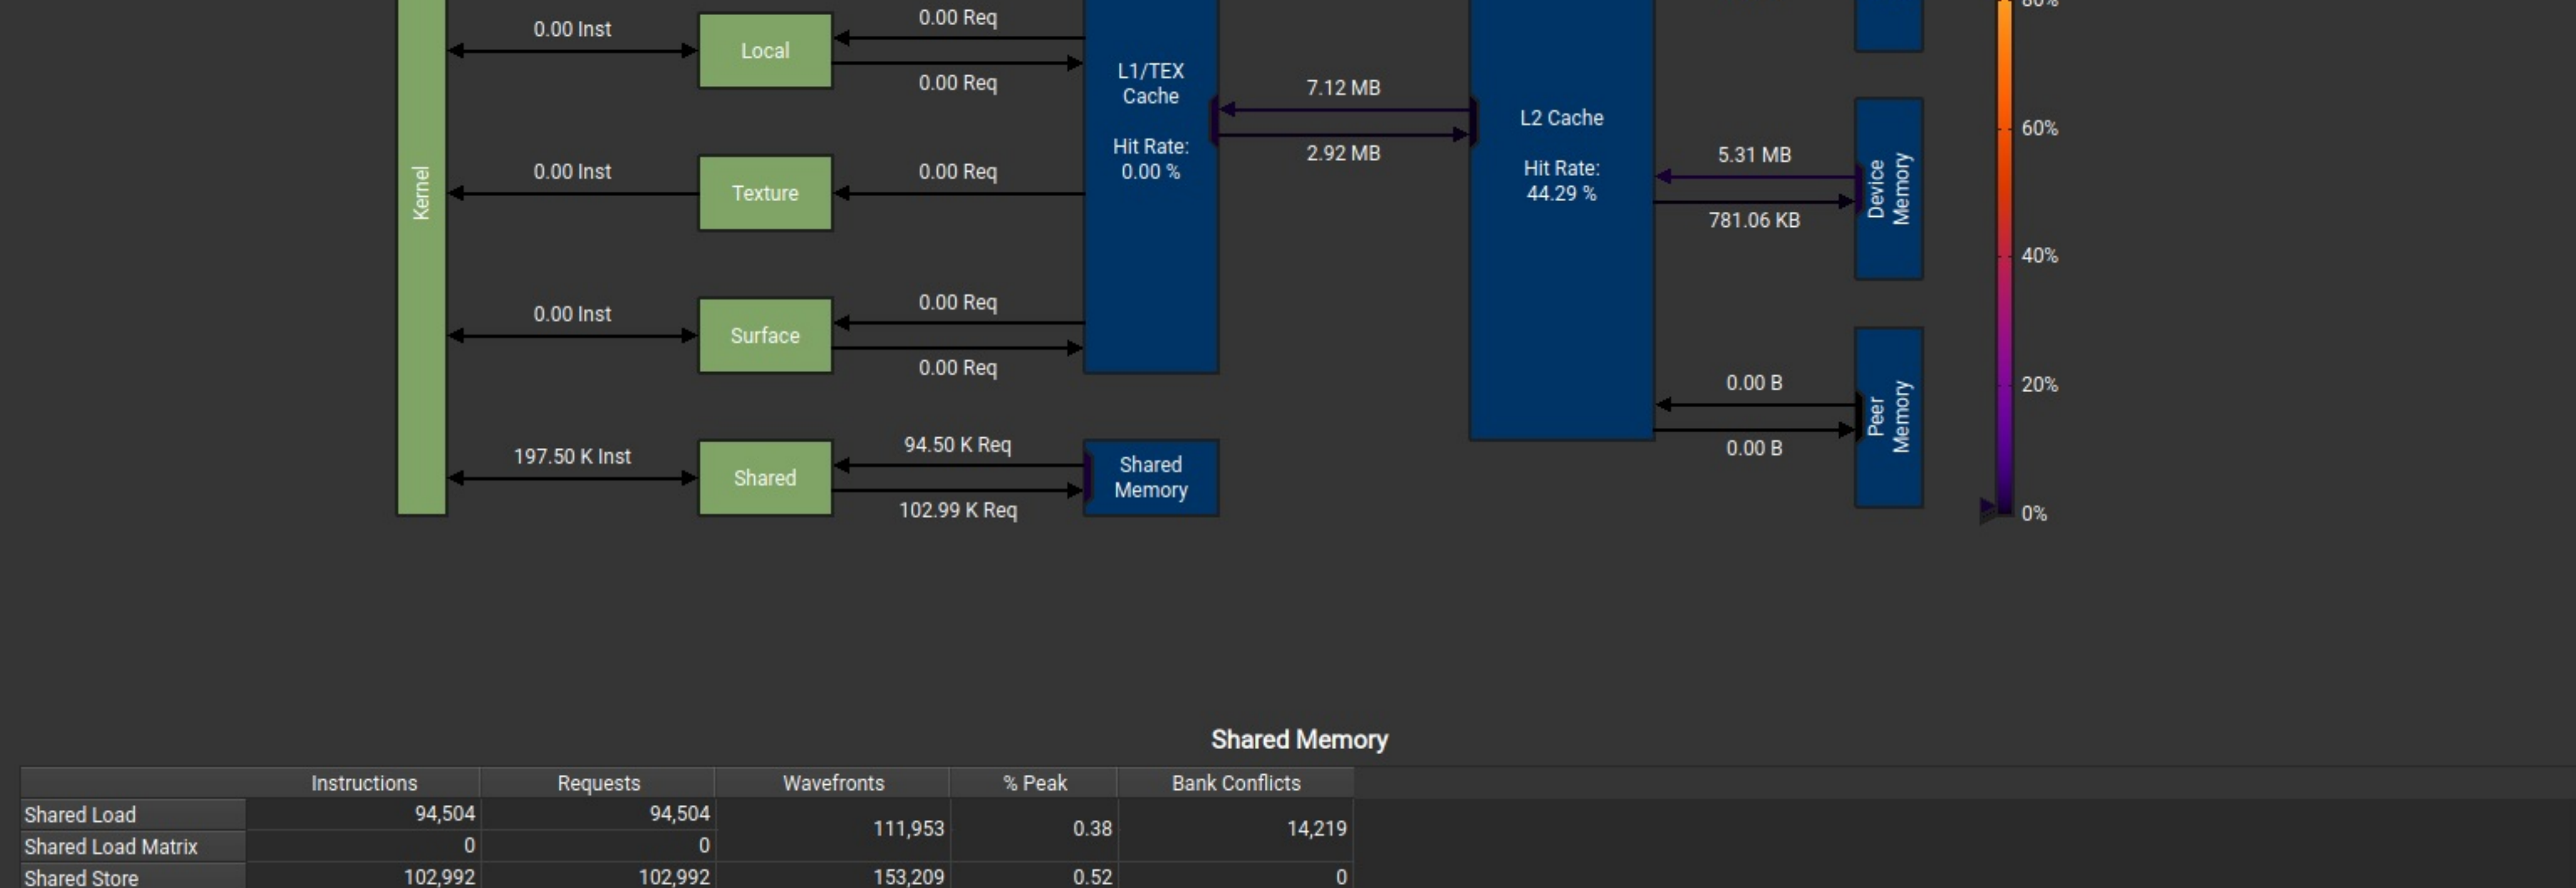 80%
0.00 Inst
Local
0.00 Req
0.00 Req
L1/TEX
Cache
Hit Rate:
0.00 %
7.12 MB
2.92 MB
L2 Cache
Hit Rate:
44.29 %
5.31 MB
781.06 KB
Device
Memory
60%
Kernel
0.00 Inst
Texture
0.00 Req
40%
0.00 Inst
Surface
0.00 Req
0.00 Req
0.00 B
0.00 B
Peer
Memory
20%
197.50 K Inst
Shared
94.50 K Req
102.99 K Req
Shared
Memory
0%
Shared Memory
Instructions Requests Wavefronts % Peak Bank Conflicts
Shared Load 94,504 94,504 111,953 0.38 14,219
Shared Load Matrix 0 0
Shared Store 102,992 102,992 153,209 0.52 0